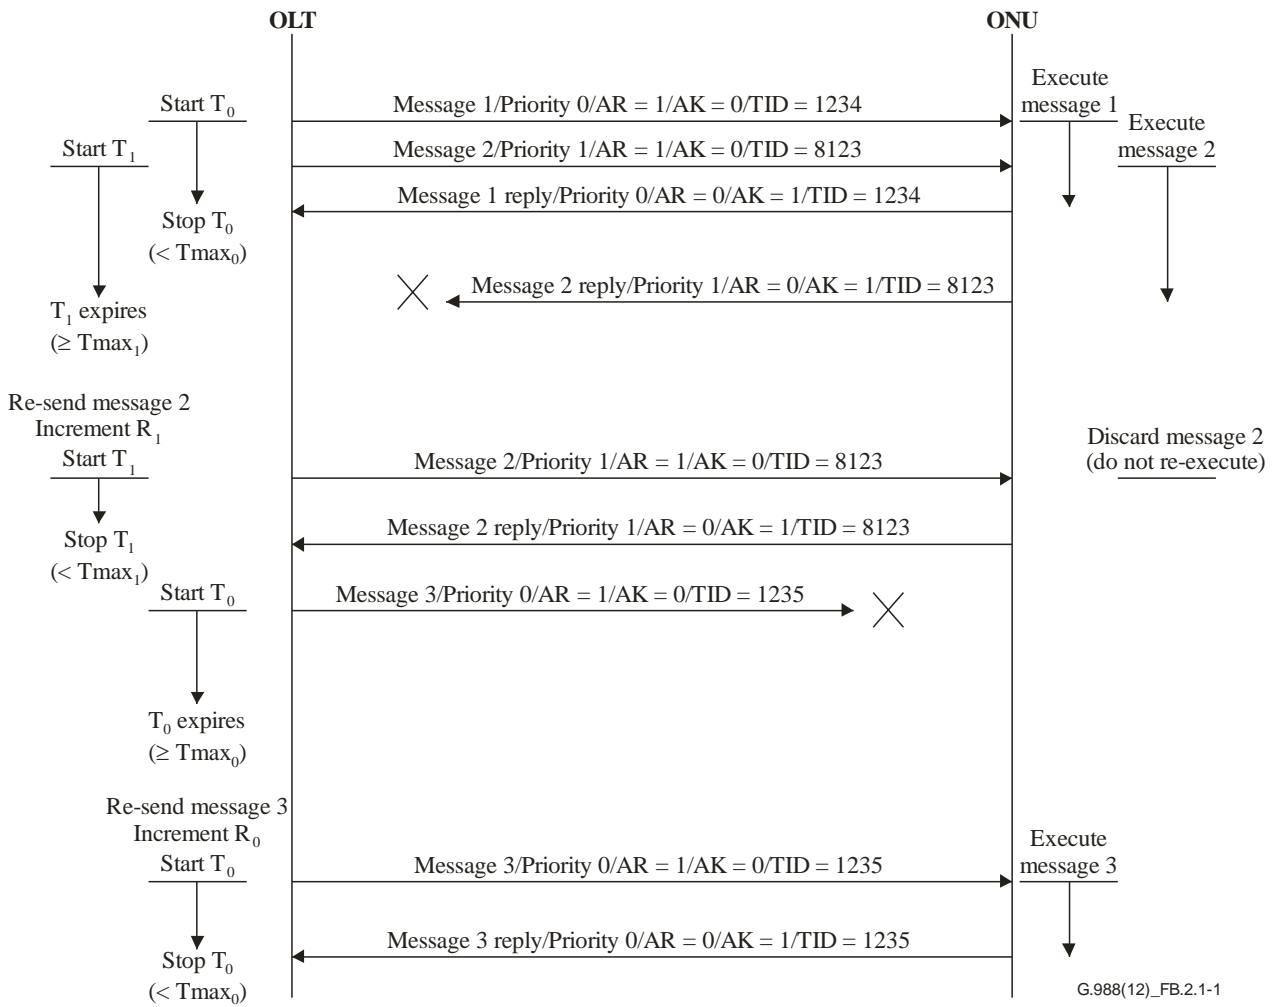 OLT
ONU
Start T0
Message 1/Priority 0/AR = 1/AK = 0/TID = 1234
Execute
message 1
Start T1
Message 2/Priority 1/AR = 1/AK = 0/TID = 8123
Execute
message 2
Message 1 reply/Priority 0/AR = 0/AK = 1/TID = 1234
Stop T0
(< Tmax0)
Message 2 reply/Priority 1/AR = 0/AK = 1/TID = 8123
T1 expires
(≥ Tmax1)
Re-send message 2
Increment R1
Start T1
Message 2/Priority 1/AR = 1/AK = 0/TID = 8123
Discard message 2
(do not re-execute)
Message 2 reply/Priority 1/AR = 0/AK = 1/TID = 8123
Stop T1
(< Tmax1)
Start T0
Message 3/Priority 0/AR = 1/AK = 0/TID = 1235
T0 expires
(≥ Tmax0)
Re-send message 3
Increment R0
Start T0
Message 3/Priority 0/AR = 1/AK = 0/TID = 1235
Execute
message 3
Message 3 reply/Priority 0/AR = 0/AK = 1/TID = 1235
Stop T0
(< Tmax0)
G.988(12)_FB.2.1-1